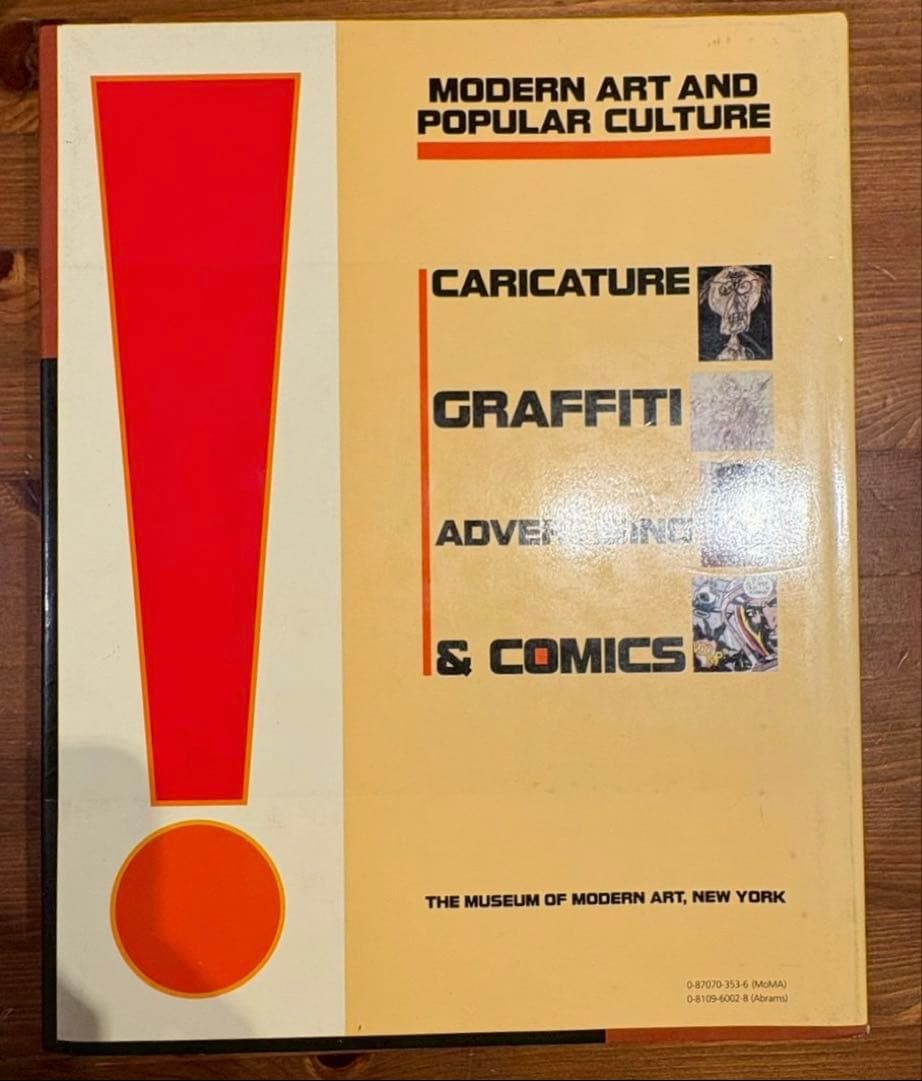 MODERN ART AND
POPULAR CULTURE
CARICATURE
GRAFFITI
ADVERTISING
& COMICS
THE MUSEUM OF MODERN ART, NEW YORK
0-87070-353-6 (MoMA)
0-8109-6002-8 (Abrams)